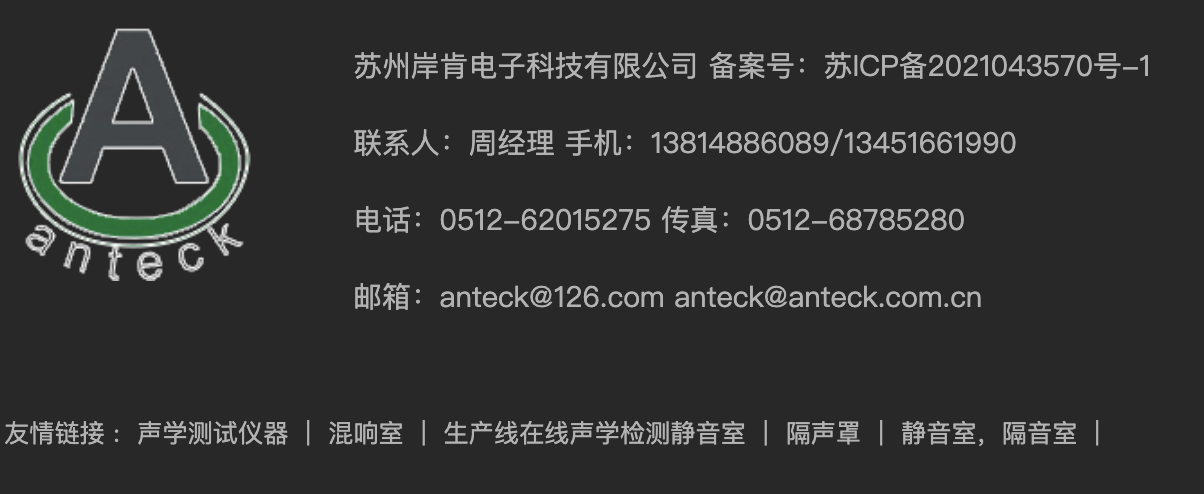 A
anteck
苏州岸肯电子科技有限公司 备案号：苏ICP备2021043570号-1
联系人：周经理 手机：13814886089/13451661990
电话：0512-62015275 传真：0512-68785280
邮箱：anteck@126.com anteck@anteck.com.cn
友情链接： 声学测试仪器 | 混响室 | 生产线在线声学检测静音室 | 隔声罩 | 静音室，隔音室 |